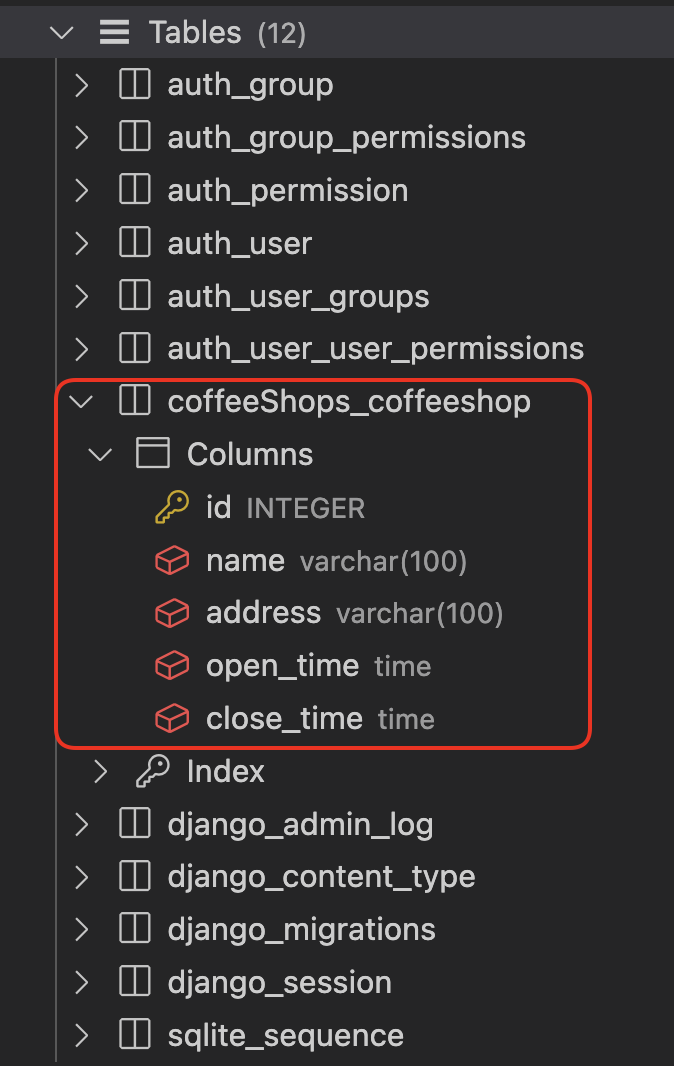 Tables (12)
auth_group
auth_group_permissions
auth_permission
auth_user
auth_user_groups
auth_user_user_permissions
coffeeShops_coffeeshop
Columns
id INTEGER
name varchar(100)
address varchar(100)
open_time time
close_time time
Index
django_admin_log
django_content_type
django_migrations
django_session
sqlite_sequence